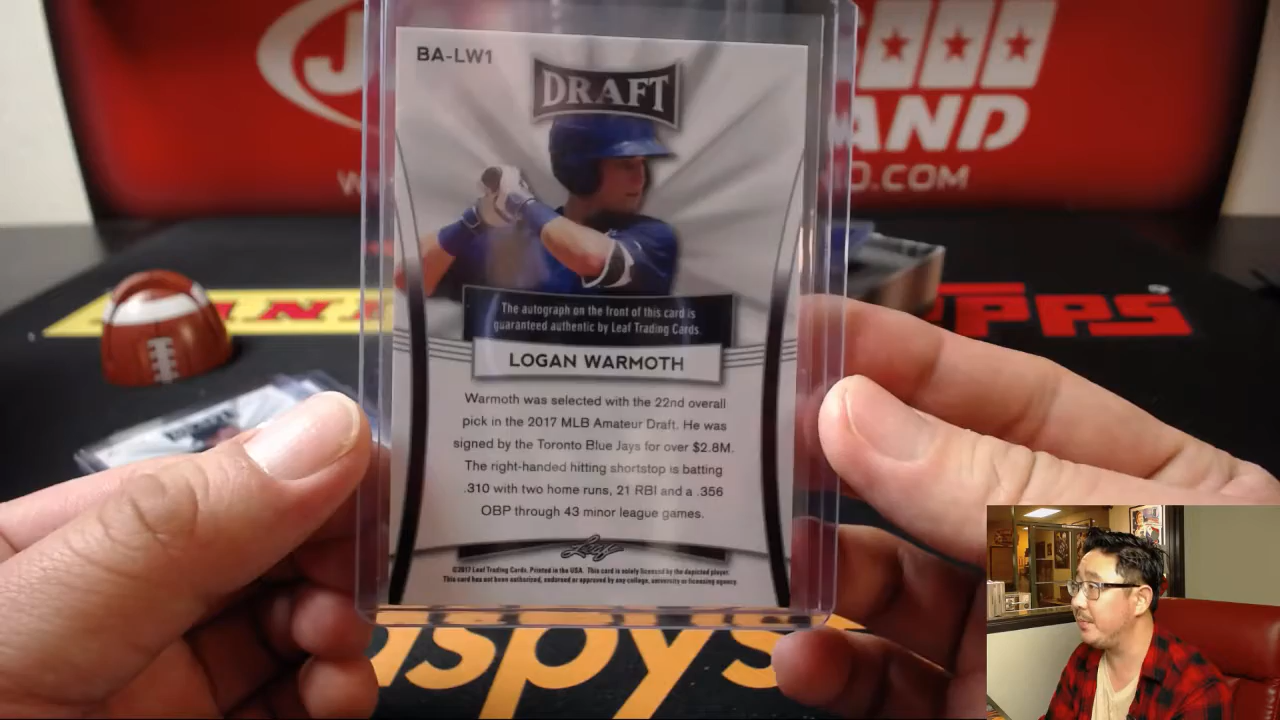 BA-LW1
DRAFT
AND
.COM
PANINI
TOPPS
The autograph on the front of this card is
guaranteed authentic by Leaf Trading Cards.
LOGAN WARMOTH
Warmoth was selected with the 22nd overall
pick in the 2017 MLB Amateur Draft. He was
signed by the Toronto Blue Jays for over $2.8M.
The right-handed hitting shortstop is batting
.310 with two home runs, 21 RBI and a .356
OBP through 43 minor league games.
Leaf
©2017 Leaf Trading Cards. Printed in the USA. This card is solely licensed by the depicted player.
This card has not been authorized, endorsed or approved by any college, university or licensing agency.
aspys